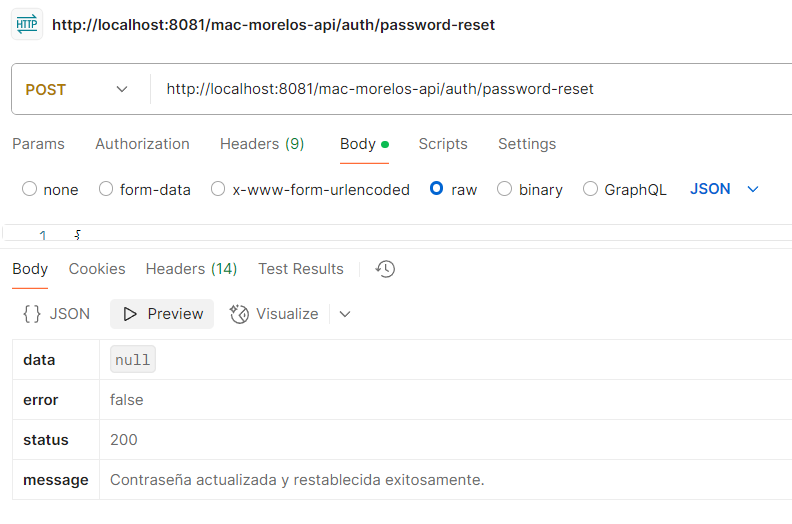 HTTP http://localhost:8081/mac-morelos-api/auth/password-reset
POST http://localhost:8081/mac-morelos-api/auth/password-reset
Params Authorization Headers (9) Body Scripts Settings
none form-data x-www-form-urlencoded raw binary GraphQL JSON
1 {
Body Cookies Headers (14) Test Results
{} JSON Preview Visualize
data null
error false
status 200
message Contraseña actualizada y restablecida exitosamente.